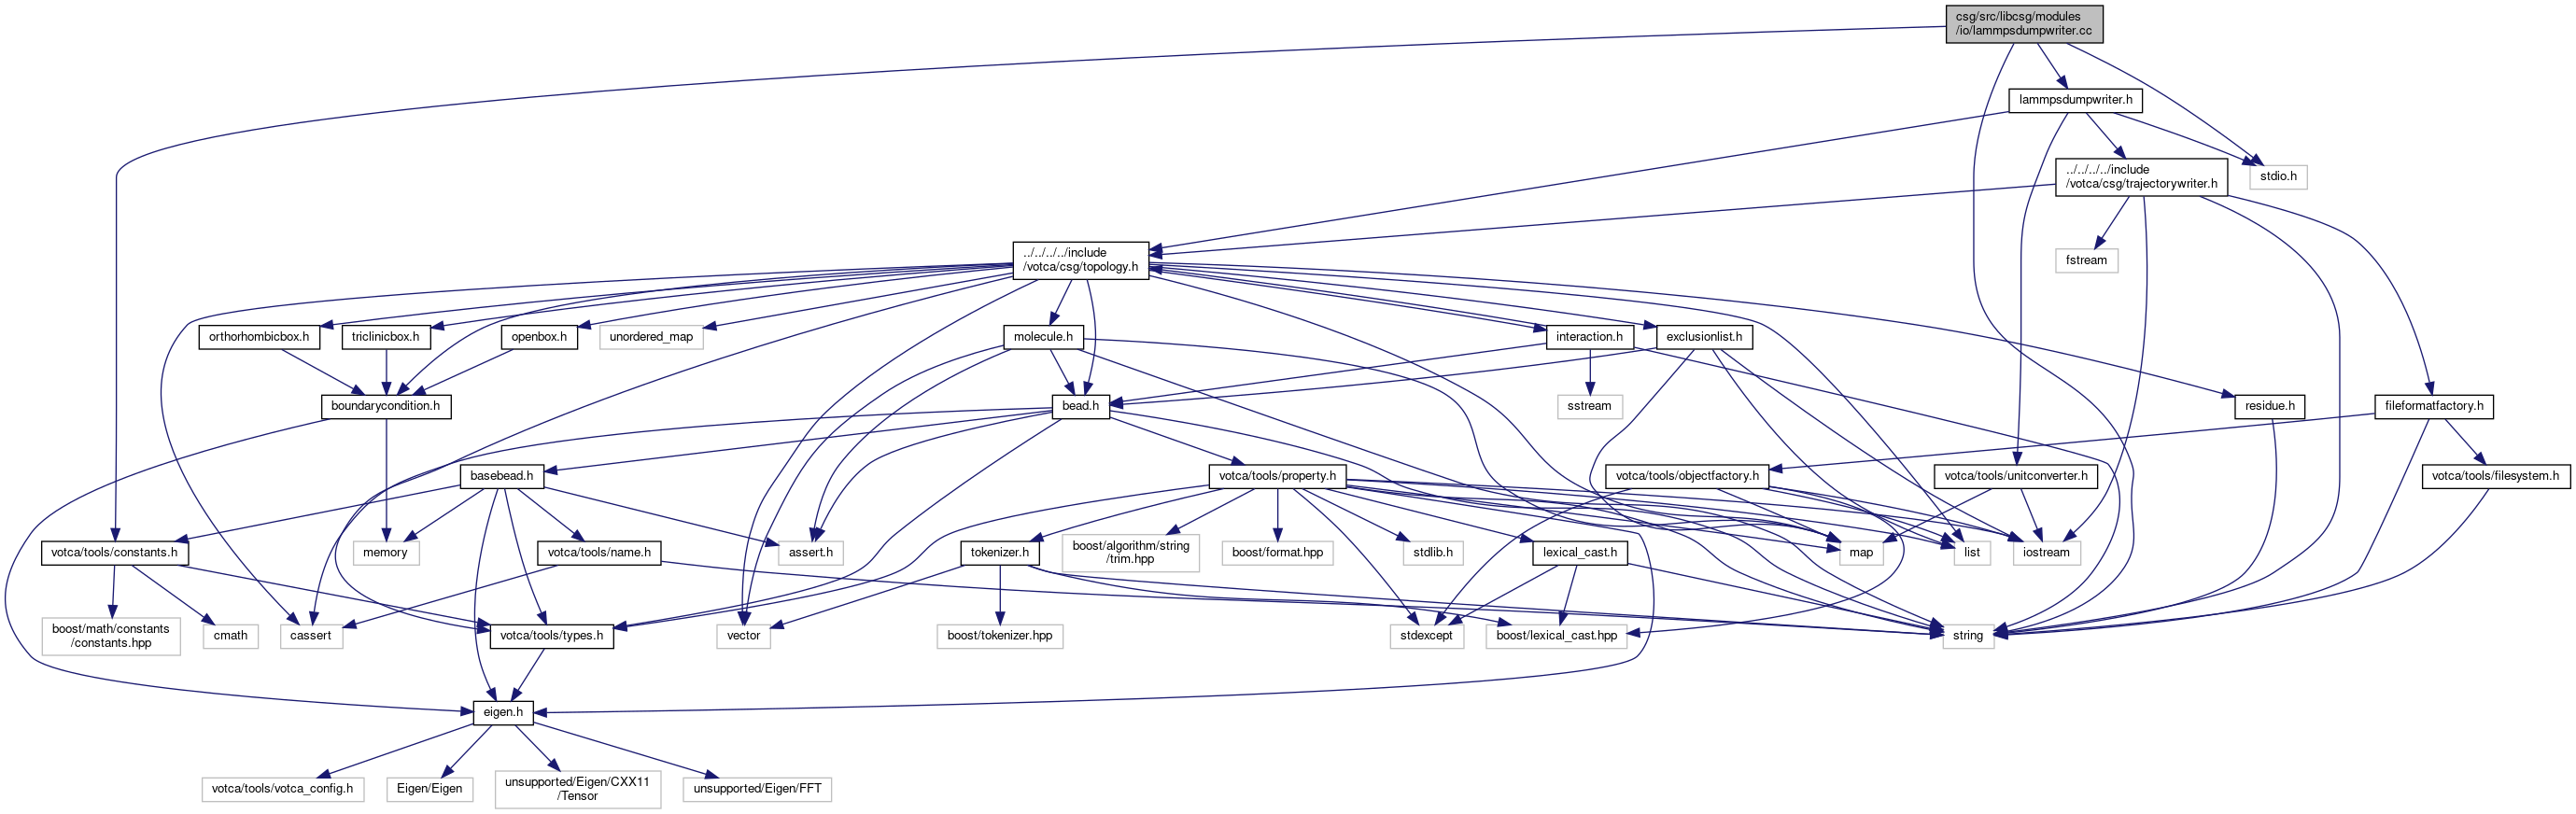 csg/src/libcsg/modules
/io/lammpsdumpwriter.cc
lammpsdumpwriter.h
../../../../include
/votca/csg/trajectorywriter.h
stdio.h
../../../../include
/votca/csg/topology.h
fstream
orthorhombicbox.h
triclinicbox.h
openbox.h
unordered_map
molecule.h
interaction.h
exclusionlist.h
boundarycondition.h
bead.h
sstream
residue.h
fileformatfactory.h
basebead.h
votca/tools/property.h
votca/tools/objectfactory.h
votca/tools/unitconverter.h
votca/tools/filesystem.h
votca/tools/constants.h
memory
votca/tools/name.h
assert.h
tokenizer.h
boost/algorithm/string
/trim.hpp
boost/format.hpp
stdlib.h
lexical_cast.h
map
list
iostream
boost/math/constants
/constants.hpp
cmath
cassert
votca/tools/types.h
vector
boost/tokenizer.hpp
stdexcept
boost/lexical_cast.hpp
string
eigen.h
votca/tools/votca_config.h
Eigen/Eigen
unsupported/Eigen/CXX11
/Tensor
unsupported/Eigen/FFT